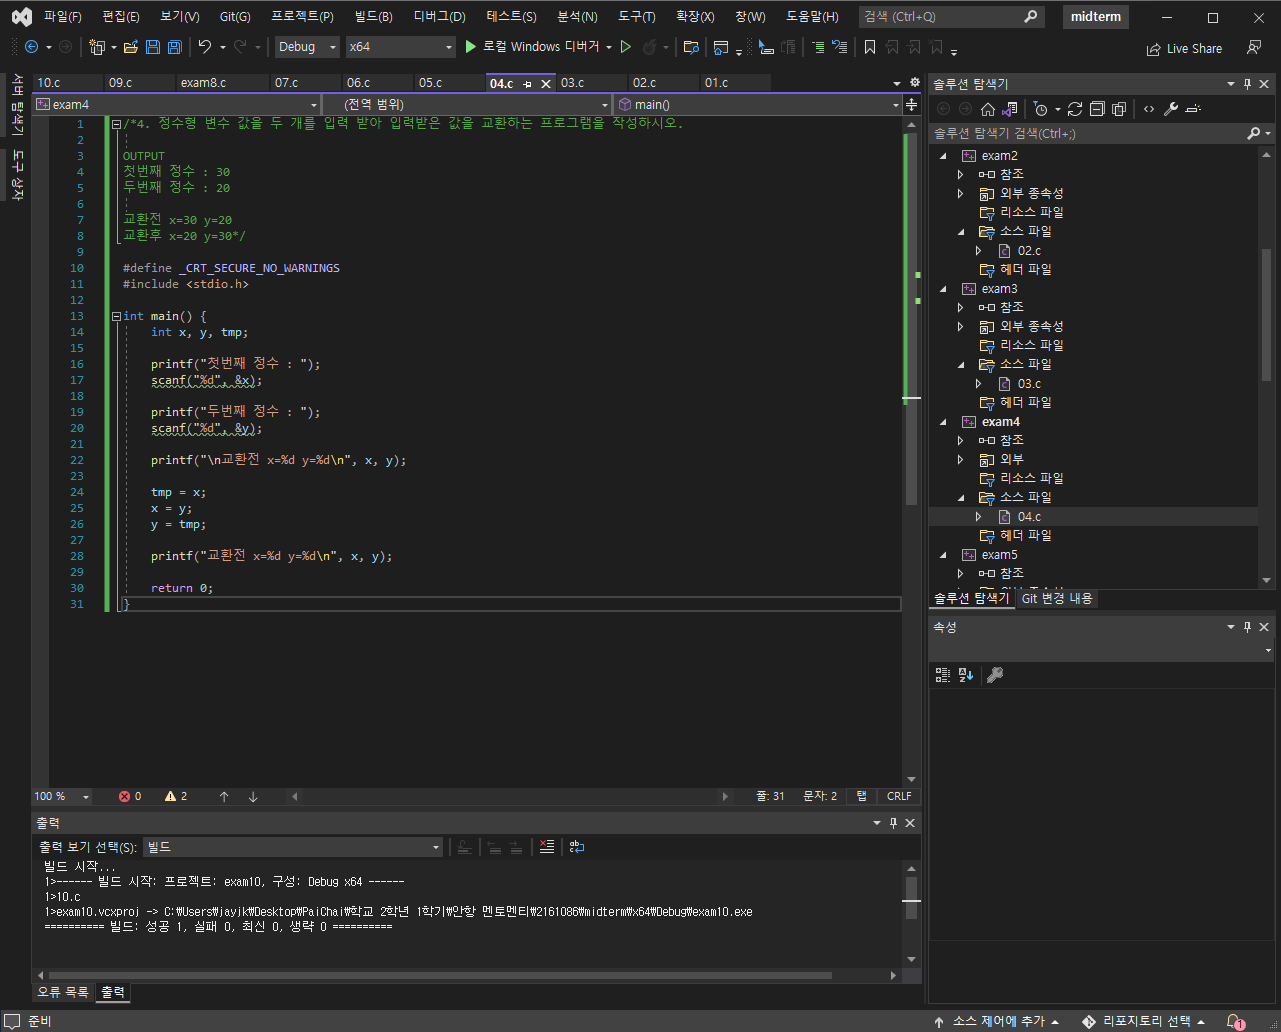 파일(F) 편집(E) 보기(V) Git(G) 프로젝트(P) 빌드(B) 디버그(D) 테스트(S) 분석(N) 도구(T) 확장(X) 창(W) 도움말(H) 검색 (Ctrl+Q) midterm
Debug x64 로컬 Windows 디버거 Live Share
서버 탐색기
도구 상자
10.c 09.c exam8.c 07.c 06.c 05.c 04.c 03.c 02.c 01.c
exam4 (전역 범위) main()
1 /*4. 정수형 변수 값을 두 개를 입력 받아 입력받은 값을 교환하는 프로그램을 작성하시오.
2
3 OUTPUT
4 첫번째 정수 : 30
5 두번째 정수 : 20
6
7 교환전 x=30 y=20
8 교환후 x=20 y=30*/
9
10 #define _CRT_SECURE_NO_WARNINGS
11 #include <stdio.h>
12
13 int main() {
14 int x, y, tmp;
15
16 printf("첫번째 정수 : ");
17 scanf("%d", &x);
18
19 printf("두번째 정수 : ");
20 scanf("%d", &y);
21
22 printf("\n교환전 x=%d y=%d\n", x, y);
23
24 tmp = x;
25 x = y;
26 y = tmp;
27
28 printf("교환전 x=%d y=%d\n", x, y);
29
30 return 0;
31 }
100 % 0 2 줄: 31 문자: 2 탭 CRLF
출력
출력 보기 선택(S): 빌드
빌드 시작...
1>------ 빌드 시작: 프로젝트: exam10, 구성: Debug x64 ------
1>10.c
1>exam10.vcxproj -> C:₩Users₩jayjk₩Desktop₩PaiChai₩학교 2학년 1학기₩안항 멘토멘티₩2161086₩midterm₩x64₩Debug₩exam10.exe
========== 빌드: 성공 1, 실패 0, 최신 0, 생략 0 ==========
오류 목록 출력
솔루션 탐색기
솔루션 탐색기 검색(Ctrl+;)
exam2
참조
외부 종속성
리소스 파일
소스 파일
02.c
헤더 파일
exam3
참조
외부 종속성
리소스 파일
소스 파일
03.c
헤더 파일
exam4
참조
외부
리소스 파일
소스 파일
04.c
헤더 파일
exam5
참조
솔루션 탐색기 Git 변경 내용
속성
준비 소스 제어에 추가 리포지토리 선택 1